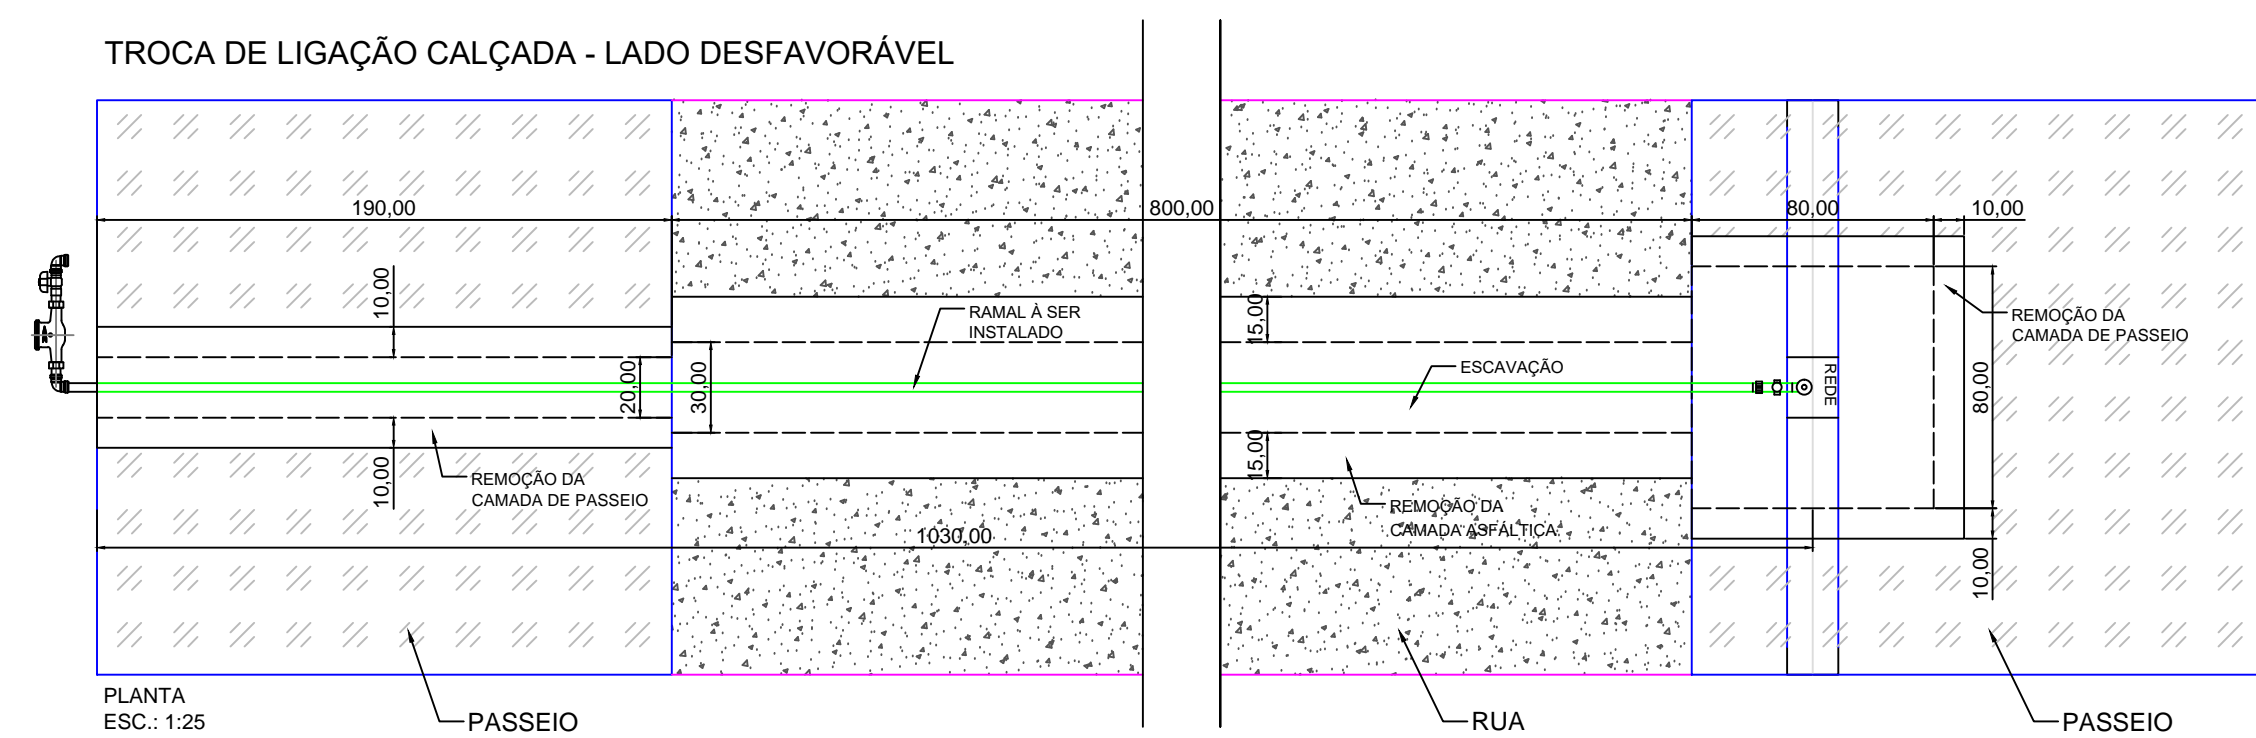 TROCA DE LIGAÇÃO CALÇADA - LADO DESFAVORÁVEL
190,00
800,00
80,00
10,00
10,00
RAMAL À SER
INSTALADO
15,00
REMOÇÃO DA
CAMADA DE PASSEIO
20,00
30,00
ESCAVAÇÃO
REDE
80,00
10,00
REMOÇÃO DA
CAMADA DE PASSEIO
15,00
REMOÇÃO DA
CAMADA ASFÁLTICA
1030,00
10,00
PLANTA
ESC.: 1:25
PASSEIO
RUA
PASSEIO